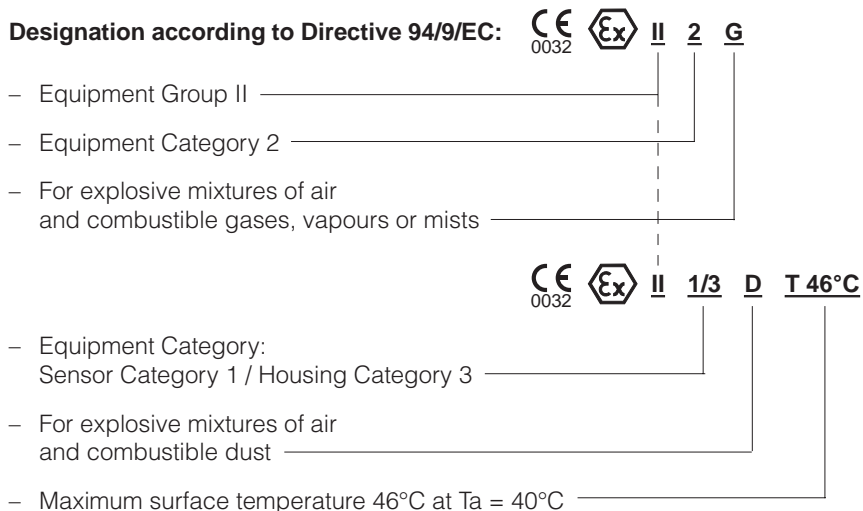 Designation according to Directive 94/9/EC: CE Ex II 2 G
0032
– Equipment Group II
– Equipment Category 2
– For explosive mixtures of air
and combustible gases, vapours or mists
CE Ex II 1/3 D T 46°C
0032
– Equipment Category:
Sensor Category 1 / Housing Category 3
– For explosive mixtures of air
and combustible dust
– Maximum surface temperature 46°C at Ta = 40°C